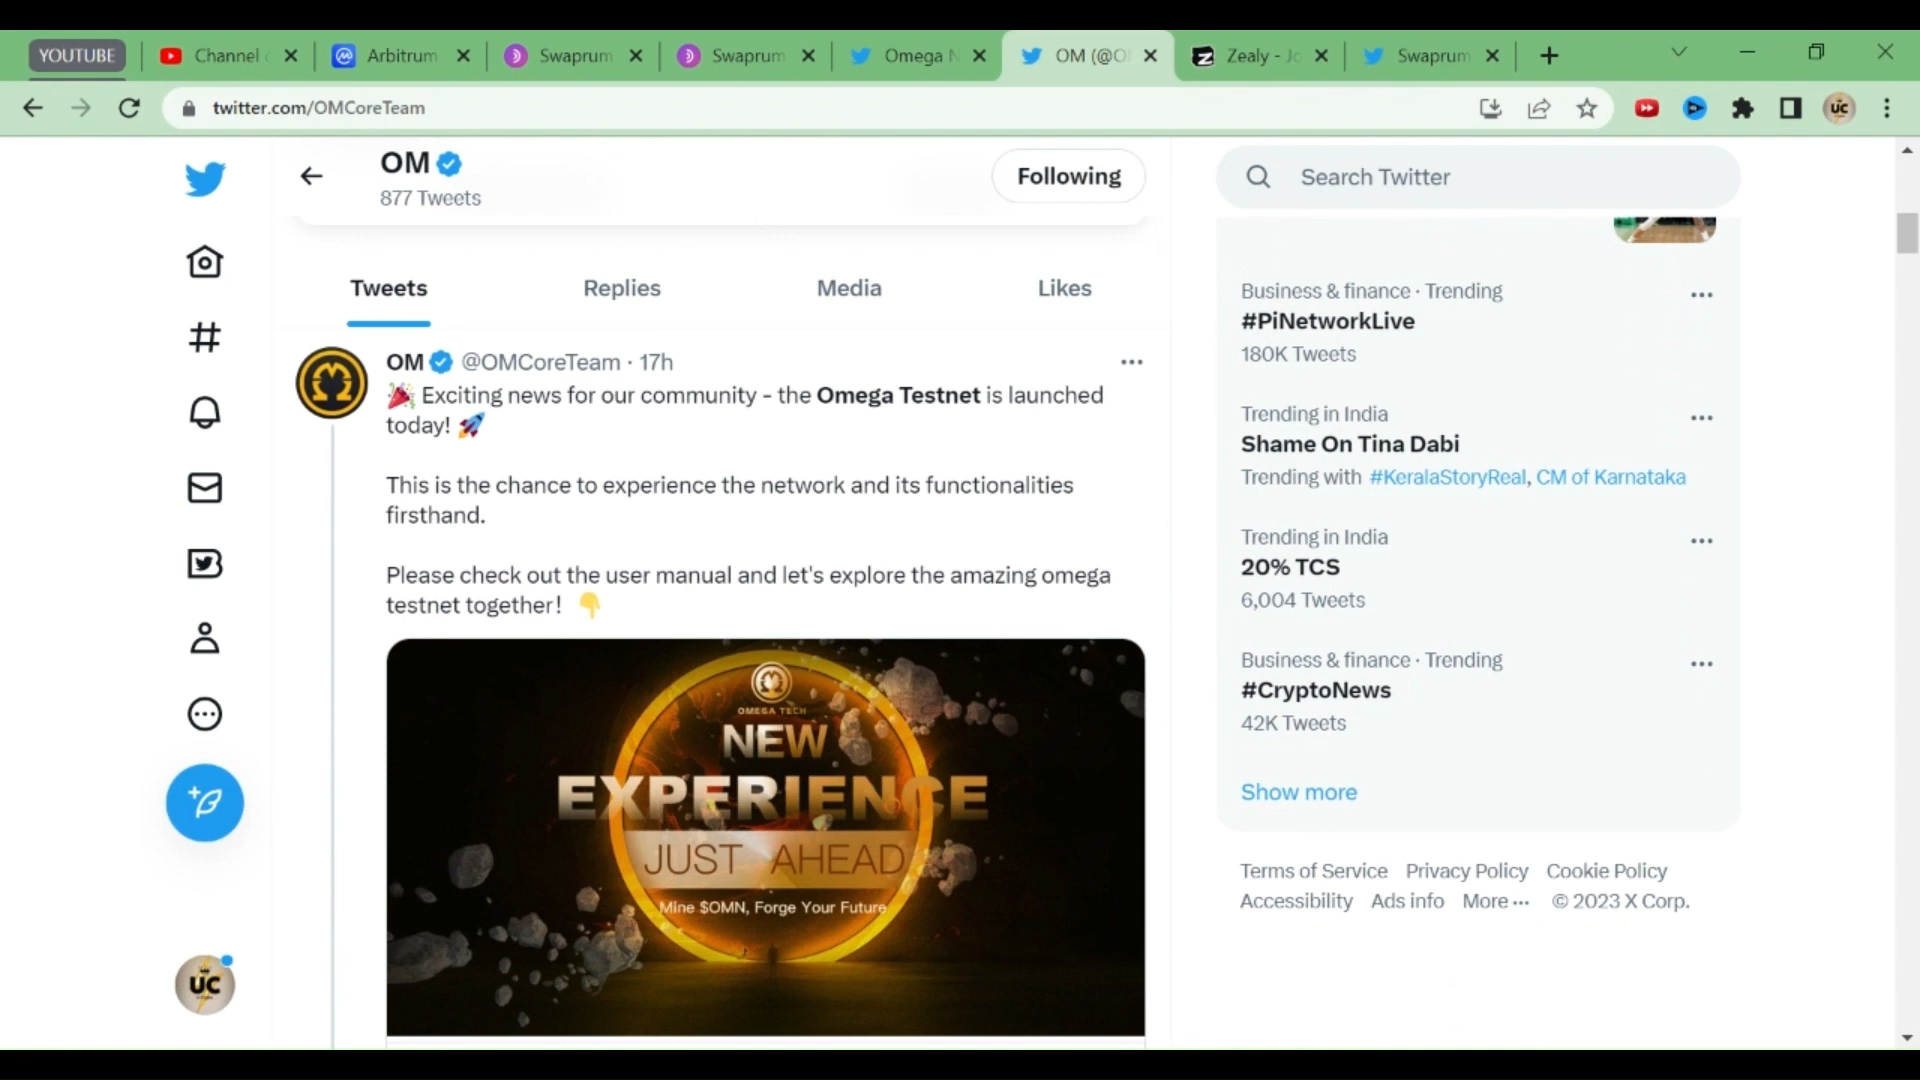 YOUTUBE
Channel
Arbitrum
Swaprum
Swaprum
Omega N
OM (@O
Zealy - Jo
Swaprum
twitter.com/OMCoreTeam
UC
OM
877 Tweets
Following
Search Twitter
Tweets
Replies
Media
Likes
OM @OMCoreTeam · 17h
🎉 Exciting news for our community - the Omega Testnet is launched
today! 🚀
This is the chance to experience the network and its functionalities
firsthand.
Please check out the user manual and let's explore the amazing omega
testnet together! 👇
OMEGA TECH
NEW
EXPERIENCE
JUST AHEAD
Mine $OMN, Forge Your Future
UC
Business & finance · Trending
#PiNetworkLive
180K Tweets
Trending in India
Shame On Tina Dabi
Trending with #KeralaStoryReal, CM of Karnataka
Trending in India
20% TCS
6,004 Tweets
Business & finance · Trending
#CryptoNews
42K Tweets
Show more
Terms of Service Privacy Policy Cookie Policy
Accessibility Ads info More ··· © 2023 X Corp.